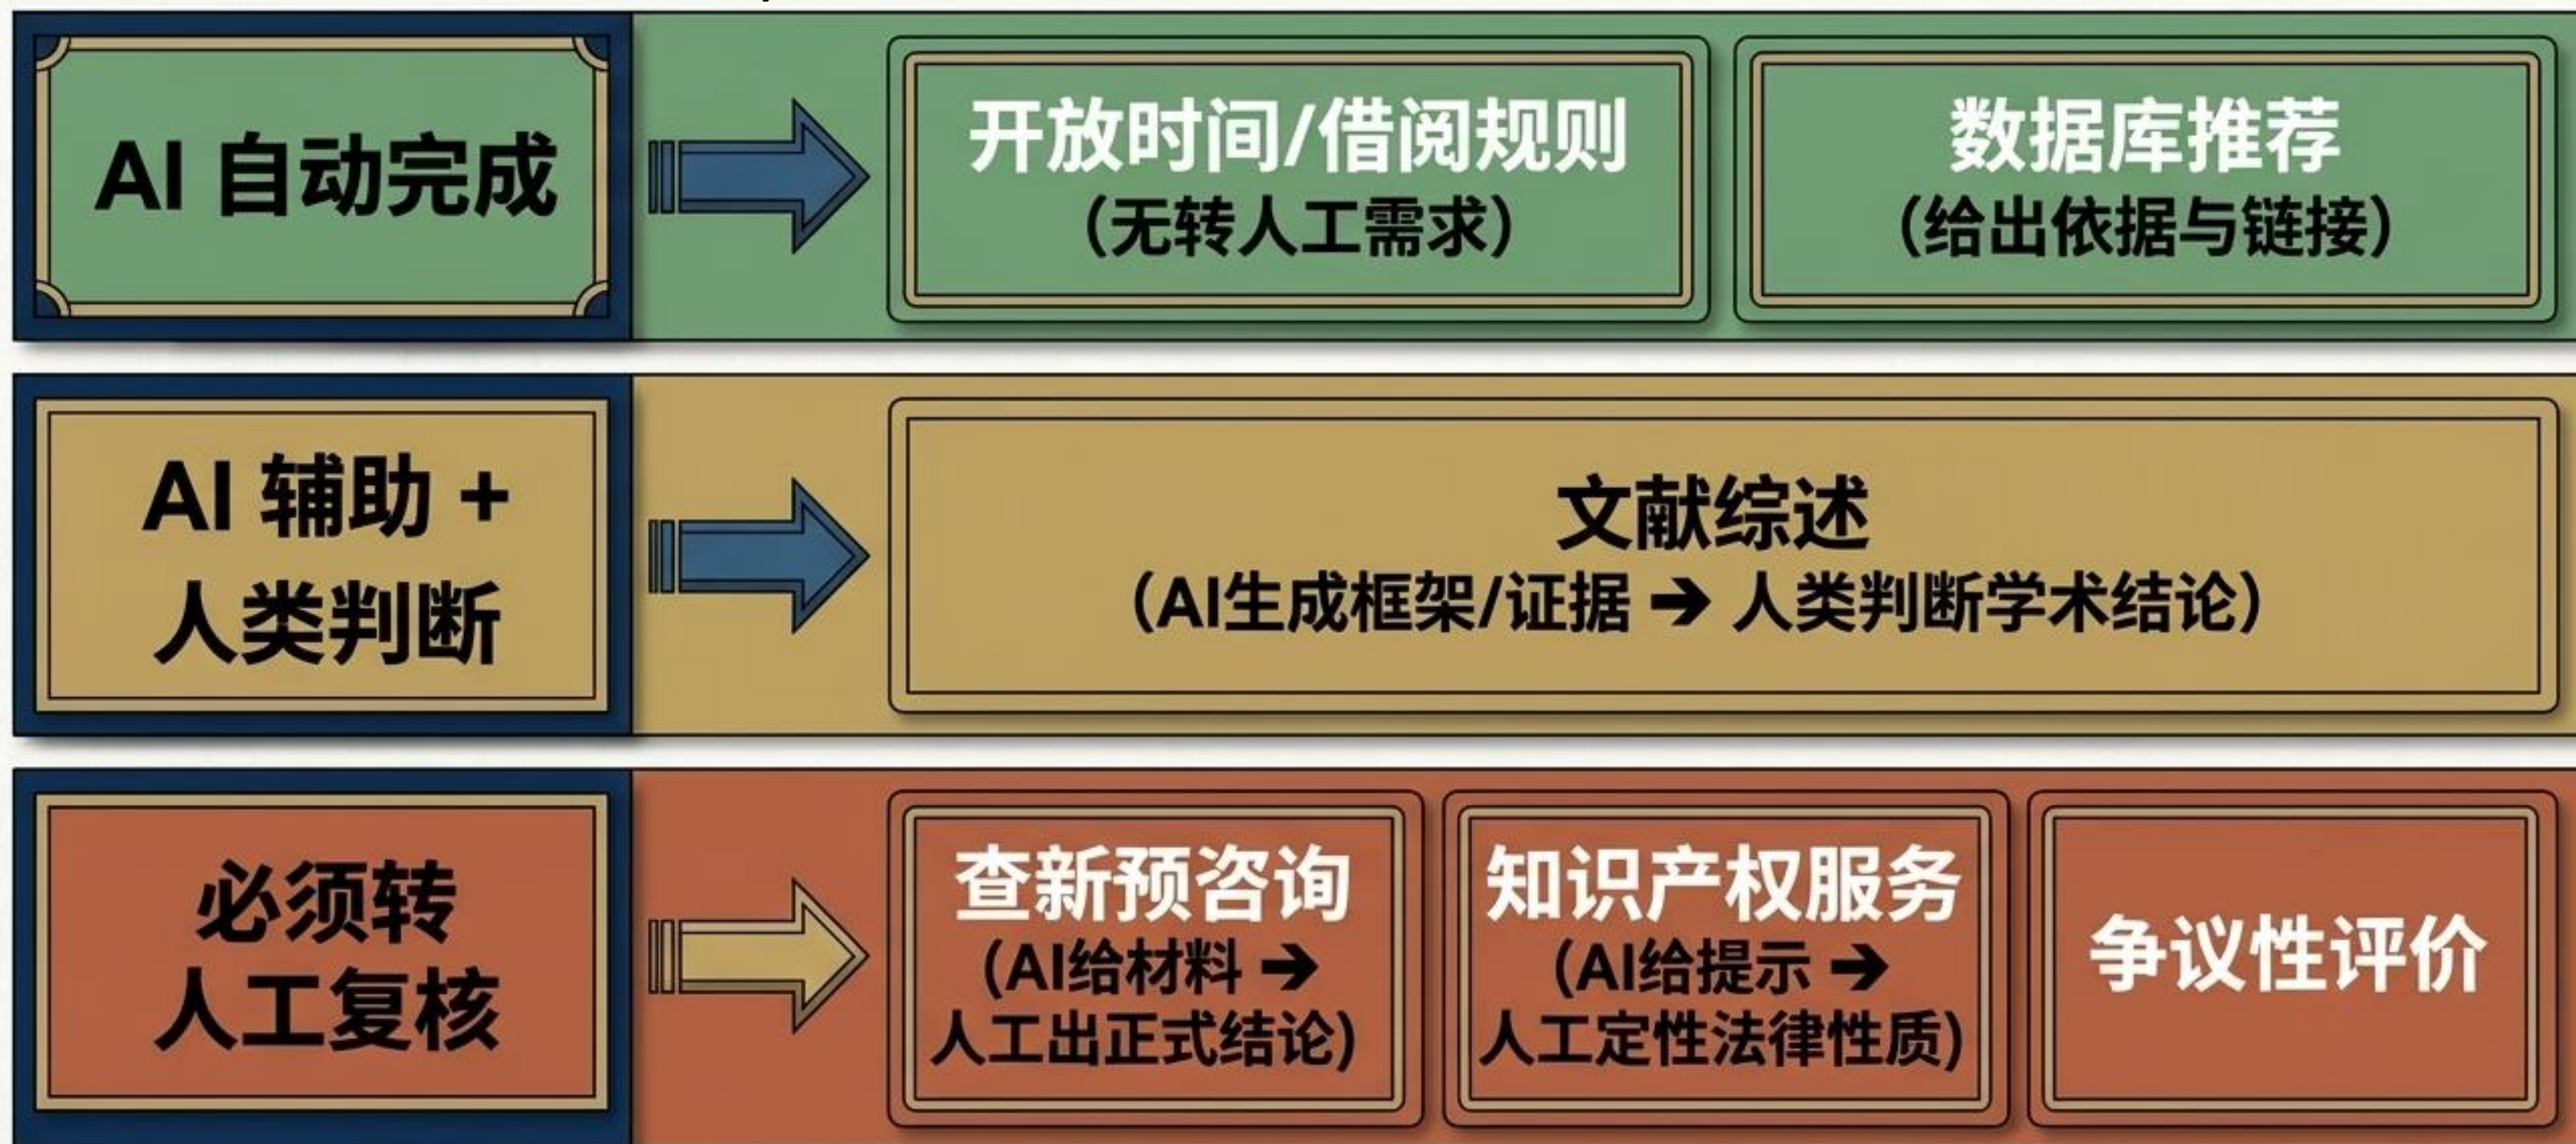 AI 自动完成
开放时间/借阅规则
（无转人工需求）
数据库推荐
（给出依据与链接）
AI 辅助 +
人类判断
文献综述
（AI生成框架/证据 ➔ 人类判断学术结论）
必须转
人工复核
查新预咨询
(AI给材料 ➔
人工出正式结论)
知识产权服务
(AI给提示 ➔
人工定性法律性质)
争议性评价